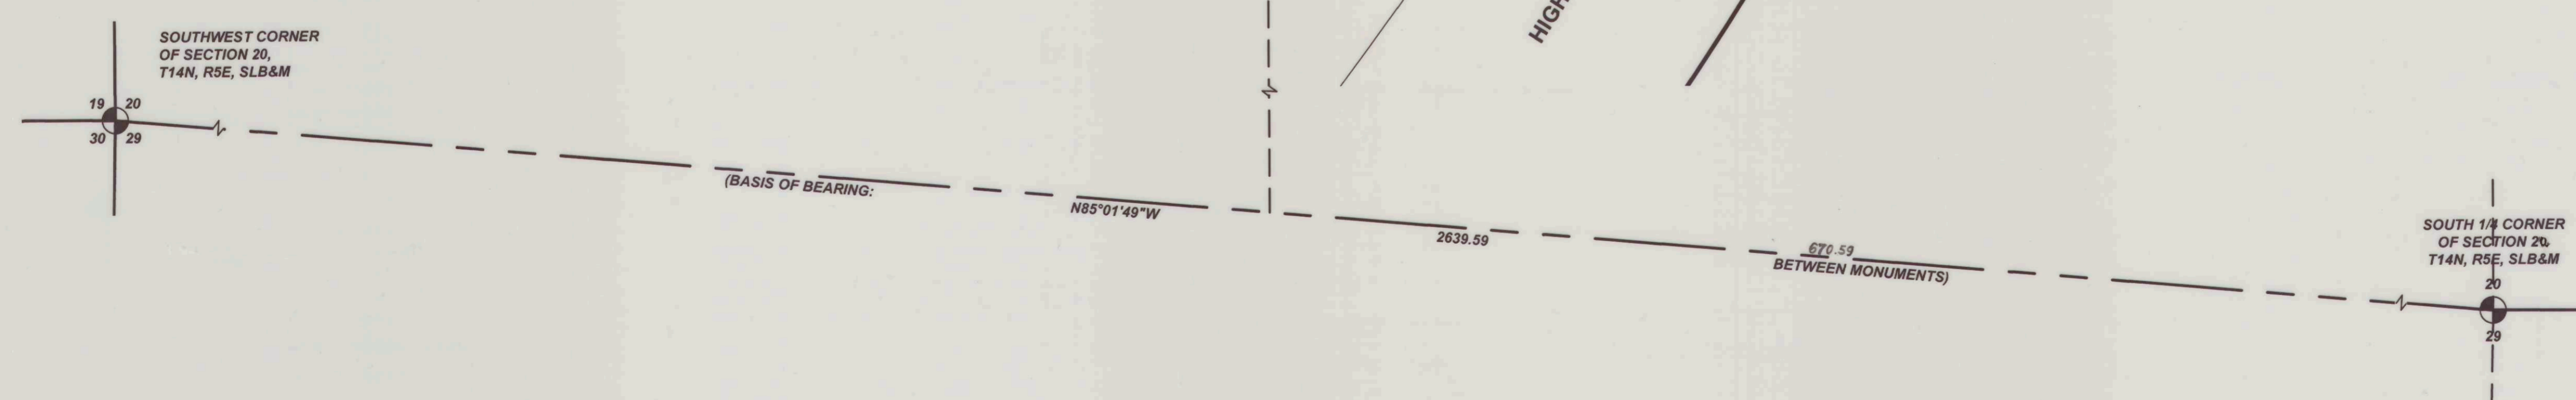 SOUTHWEST CORNER
OF SECTION 20,
T14N, R5E, SLB&M
19 20
30 29
HIGH
(BASIS OF BEARING:
N85°01'49"W
2639.59
670.59
BETWEEN MONUMENTS)
SOUTH 1/4 CORNER
OF SECTION 20,
T14N, R5E, SLB&M
20
29